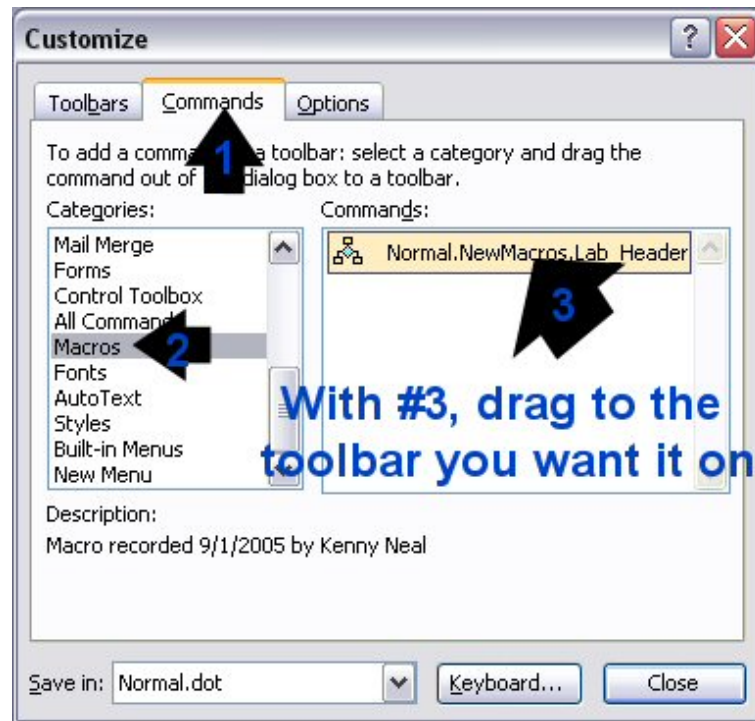 Customize
Toolbars Commands Options
1
To add a comma a toolbar: select a category and drag the
command out of dialog box to a toolbar.
Categories: Commands:
Mail Merge
Forms
Control Toolbox
All Command
Macros
Fonts
AutoText
Styles
Built-in Menus
New Menu
2
Normal.NewMacros.Lab_Header
3
With #3, drag to the
toolbar you want it on
Description:
Macro recorded 9/1/2005 by Kenny Neal
Save in: Normal.dot Keyboard... Close